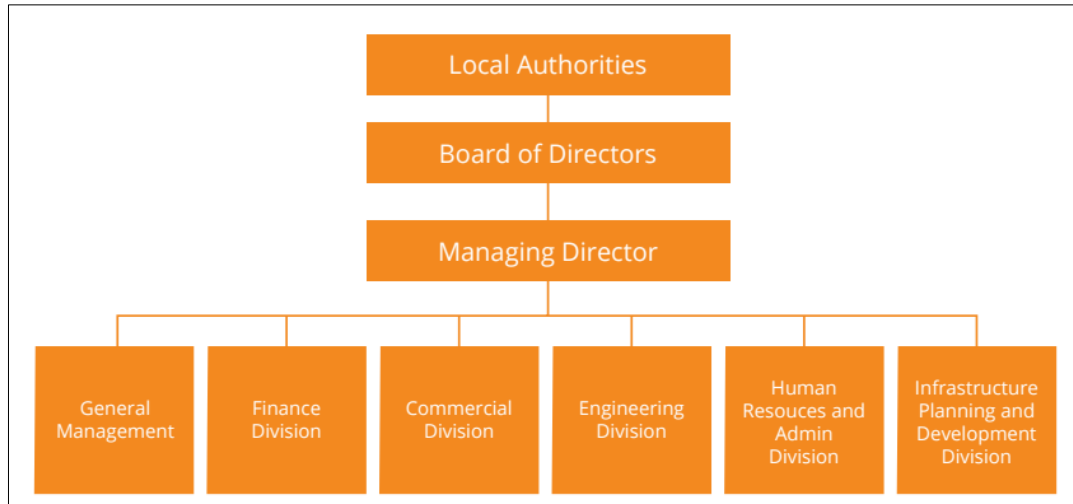 Local Authorities
Board of Directors
Managing Director
General
Management
Finance
Division
Commercial
Division
Engineering
Division
Human
Resouces and
Admin
Division
Infrastructure
Planning and
Development
Division